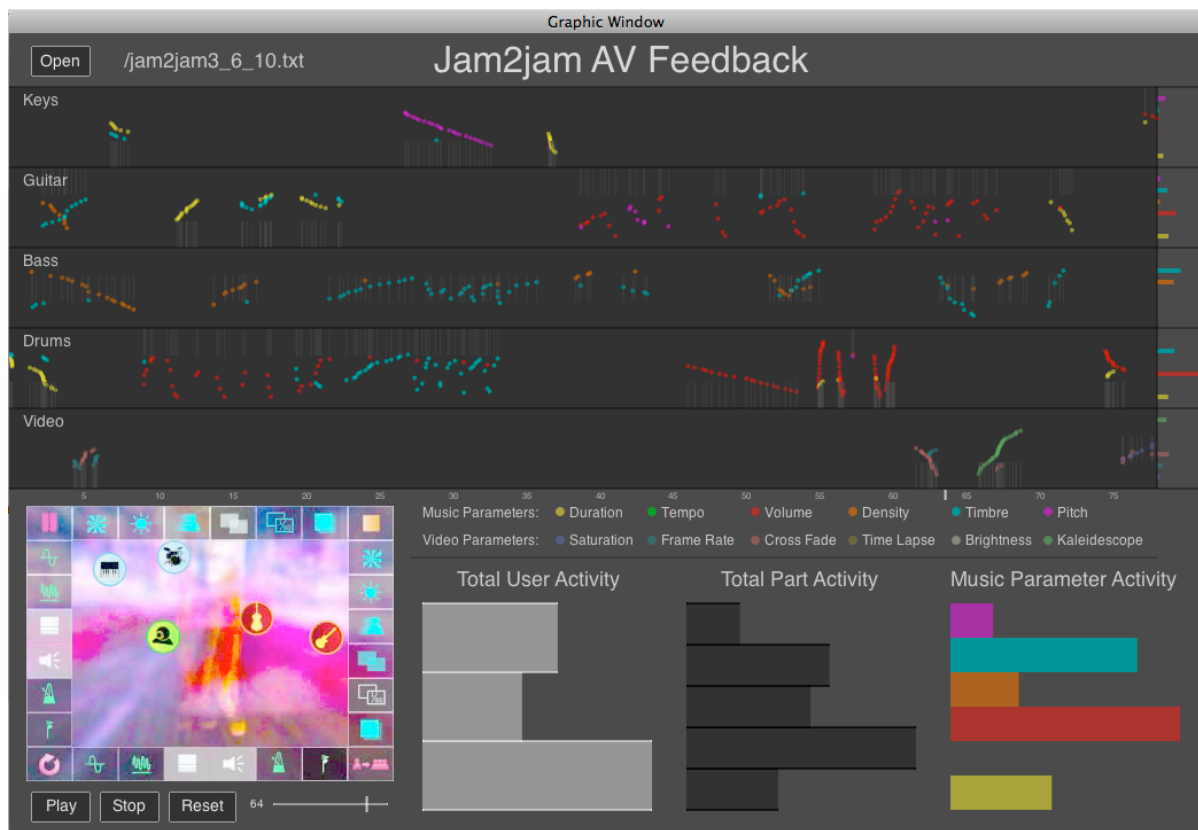 Graphic Window
Open /jam2jam3_6_10.txt Jam2jam AV Feedback
Keys
Guitar
Bass
Drums
Video
5 10 15 20 25 30 35 40 45 50 55 60 65 70 75
Music Parameters: Duration Tempo Volume Density Timbre Pitch
Video Parameters: Saturation Frame Rate Cross Fade Time Lapse Brightness Kaleidescope
Total User Activity Total Part Activity Music Parameter Activity
Play Stop Reset 64